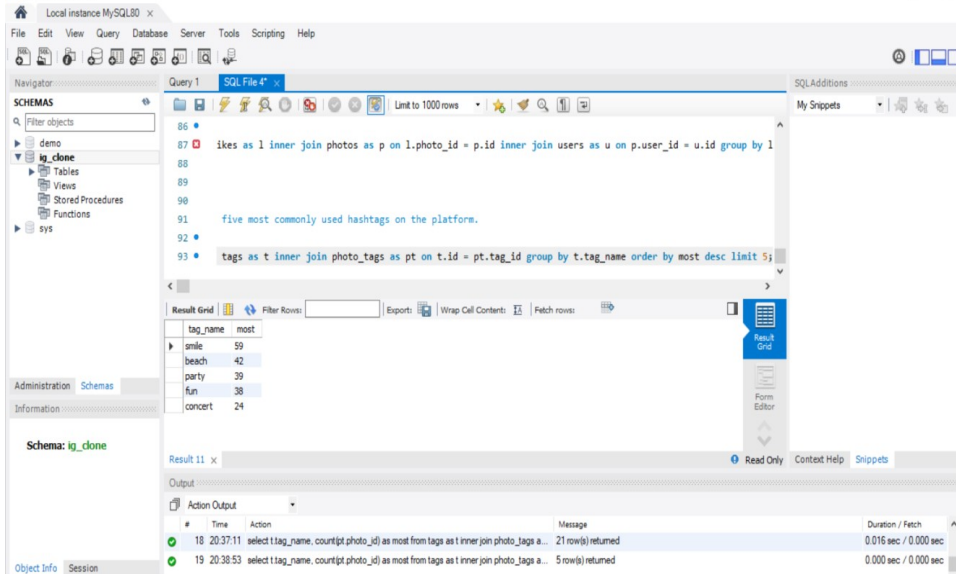 Local instance MySQL80 ×
File Edit View Query Database Server Tools Scripting Help
Navigator
SCHEMAS
Filter objects
demo
ig_clone
Tables
Views
Stored Procedures
Functions
sys
Administration Schemas
Information
Schema: ig_clone
Object Info Session
Query 1 SQL File 4* ×
Limit to 1000 rows
86
87 ikes as l inner join photos as p on l.photo_id = p.id inner join users as u on p.user_id = u.id group by l
88
89
90
91 five most commonly used hashtags on the platform.
92
93 tags as t inner join photo_tags as pt on t.id = pt.tag_id group by t.tag_name order by most desc limit 5;
Result Grid Filter Rows: Export: Wrap Cell Content: Fetch rows:
tag_name most
smile 59
beach 42
party 39
fun 38
concert 24
Result Grid
Form Editor
Result 11 ×
Read Only
SQLAdditions
My Snippets
Context Help Snippets
Output
Action Output
# Time Action Message Duration / Fetch
18 20:37:11 select t.tag_name, count(pt.photo_id) as most from tags as t inner join photo_tags a... 21 row(s) returned 0.016 sec / 0.000 sec
19 20:38:53 select t.tag_name, count(pt.photo_id) as most from tags as t inner join photo_tags a... 5 row(s) returned 0.000 sec / 0.000 sec